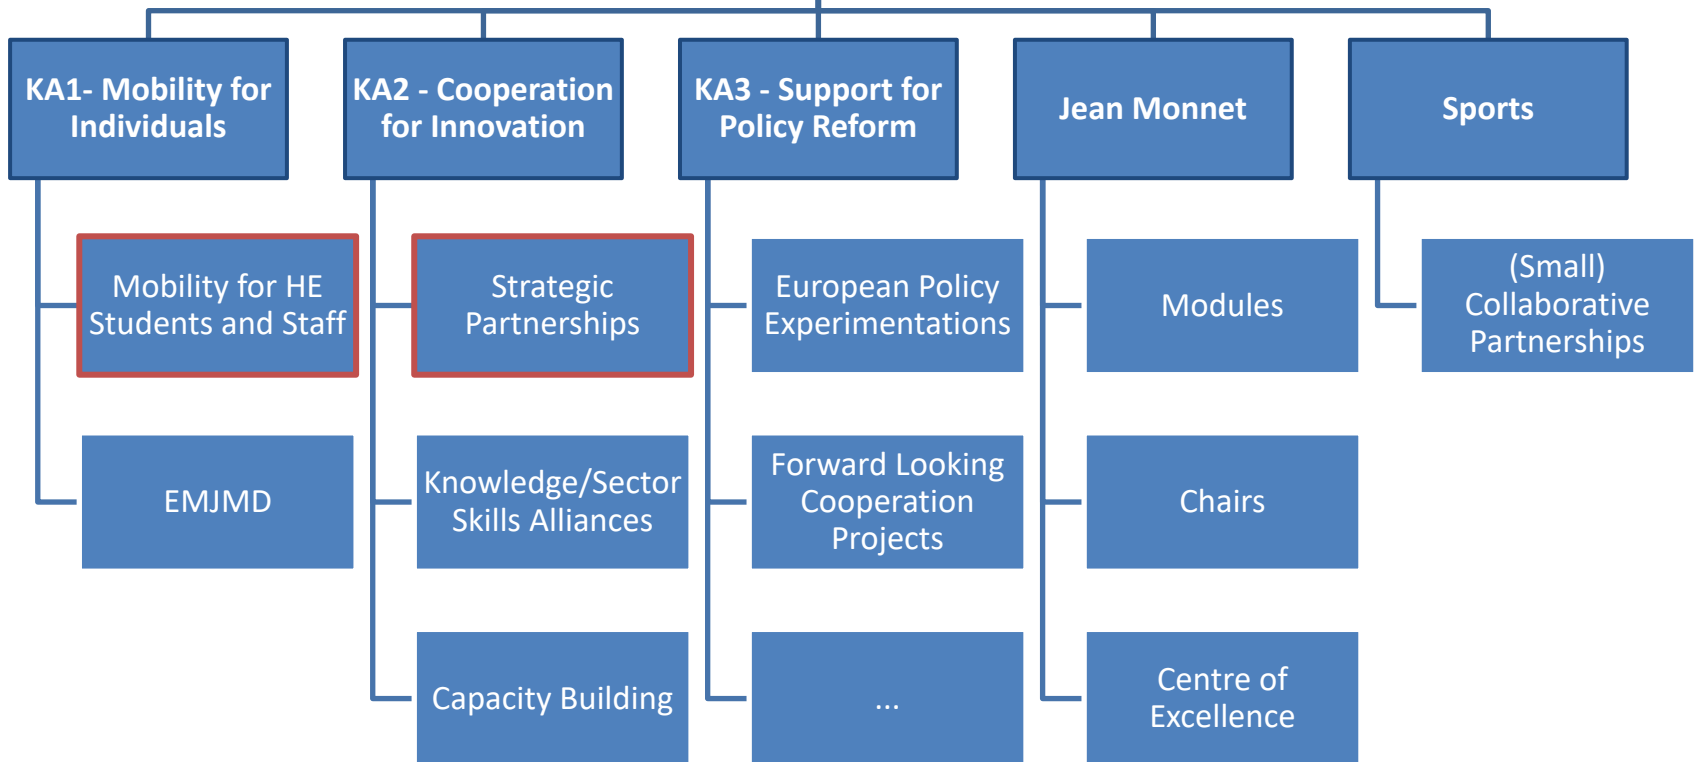 KA1- Mobility for
Individuals
KA2 - Cooperation
for Innovation
KA3 - Support for
Policy Reform
Jean Monnet
Sports
Mobility for HE
Students and Staff
Strategic
Partnerships
European Policy
Experimentations
Modules
(Small)
Collaborative
Partnerships
EMJMD
Knowledge/Sector
Skills Alliances
Forward Looking
Cooperation
Projects
Chairs
Capacity Building
...
Centre of
Excellence